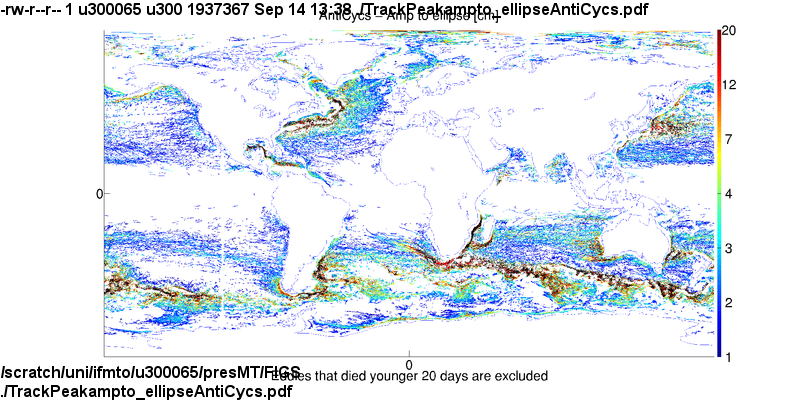 -rw-r--r-- 1 u300065 u300 1937367 Sep 14 13:38 ./TrackPeakampto_ellipseAntiCycs.pdf
AntiCycs - Amp to ellipse [cm]
20
12
7
4
3
2
1
0
0
/scratch/uni/ifmto/u300065/presMT/FIGS
Eddies that died younger 20 days are excluded
./TrackPeakampto_ellipseAntiCycs.pdf